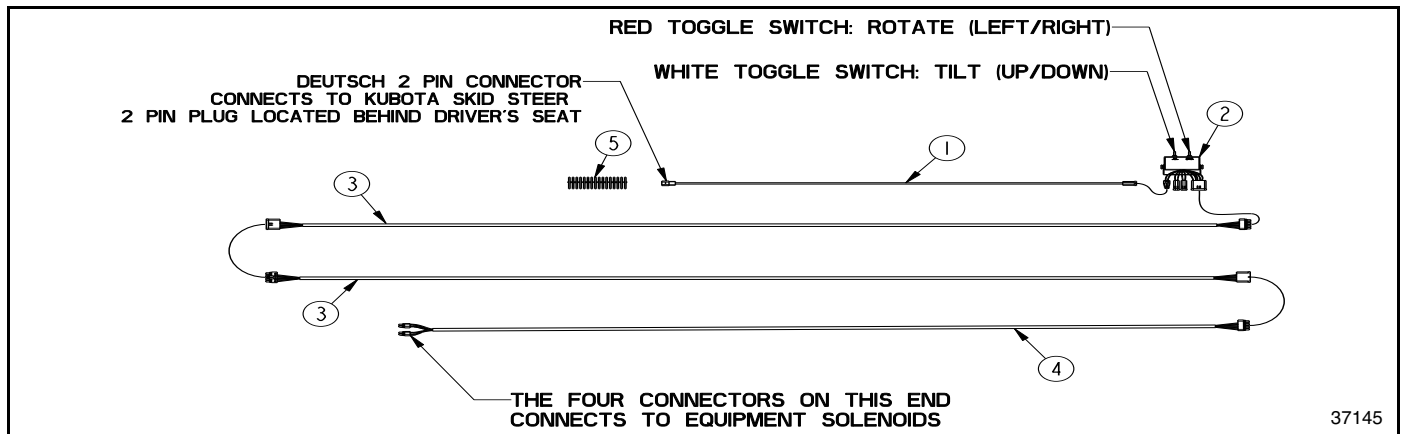 RED TOGGLE SWITCH: ROTATE (LEFT/RIGHT)
WHITE TOGGLE SWITCH: TILT (UP/DOWN)
DEUTSCH 2 PIN CONNECTOR
CONNECTS TO KUBOTA SKID STEER
2 PIN PLUG LOCATED BEHIND DRIVER'S SEAT
2
5
1
3
3
4
THE FOUR CONNECTORS ON THIS END
CONNECTS TO EQUIPMENT SOLENOIDS
37145